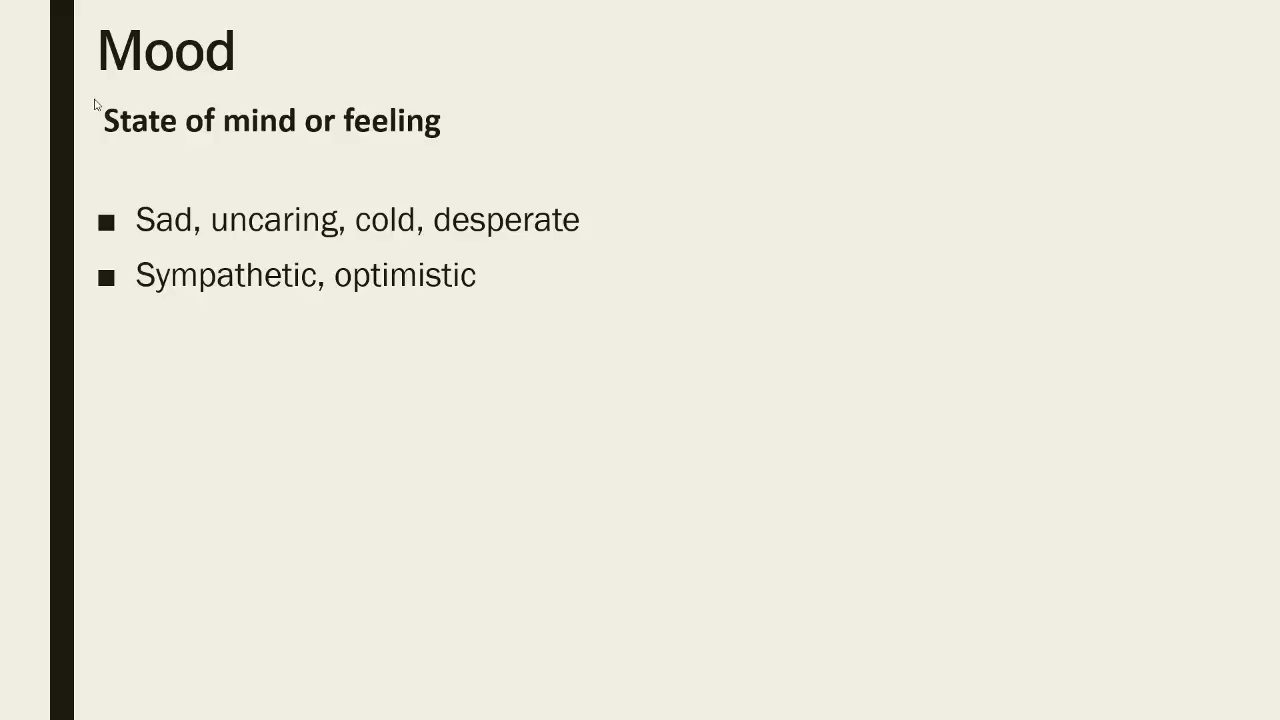 Mood
State of mind or feeling
■ Sad, uncaring, cold, desperate
■ Sympathetic, optimistic